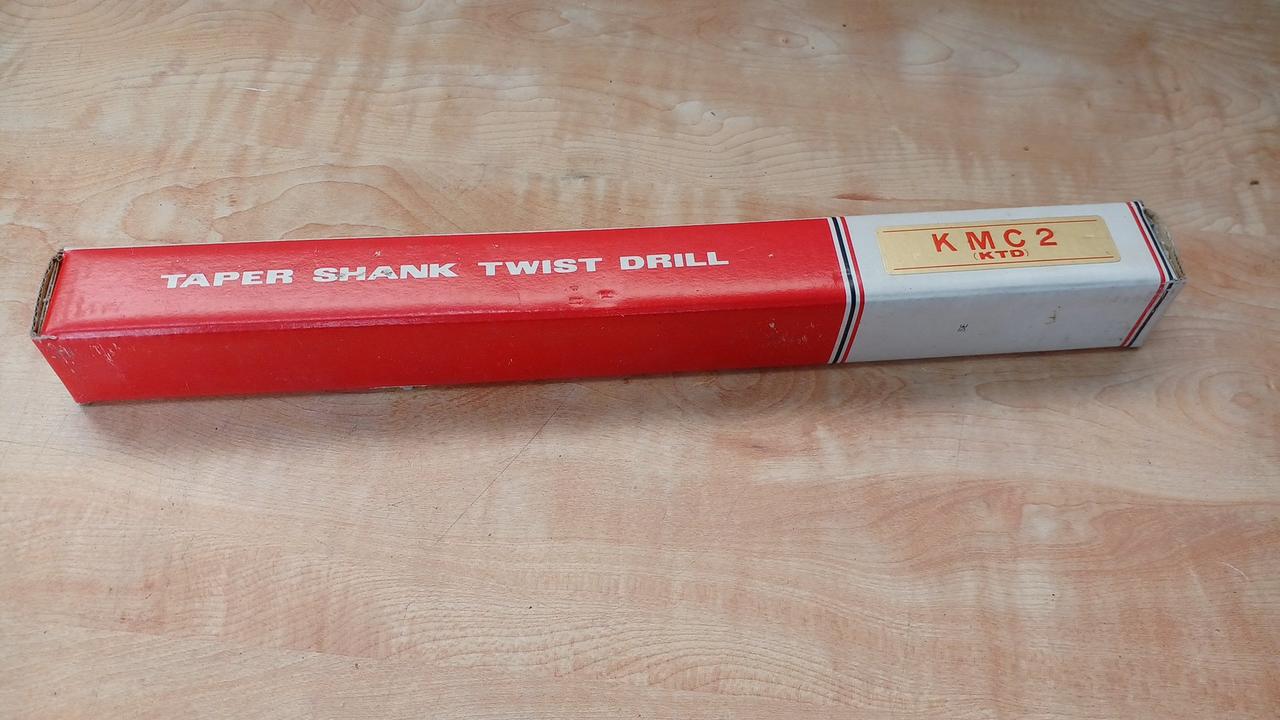 TAPER SHANK TWIST DRILL
KMC2
(KTD)